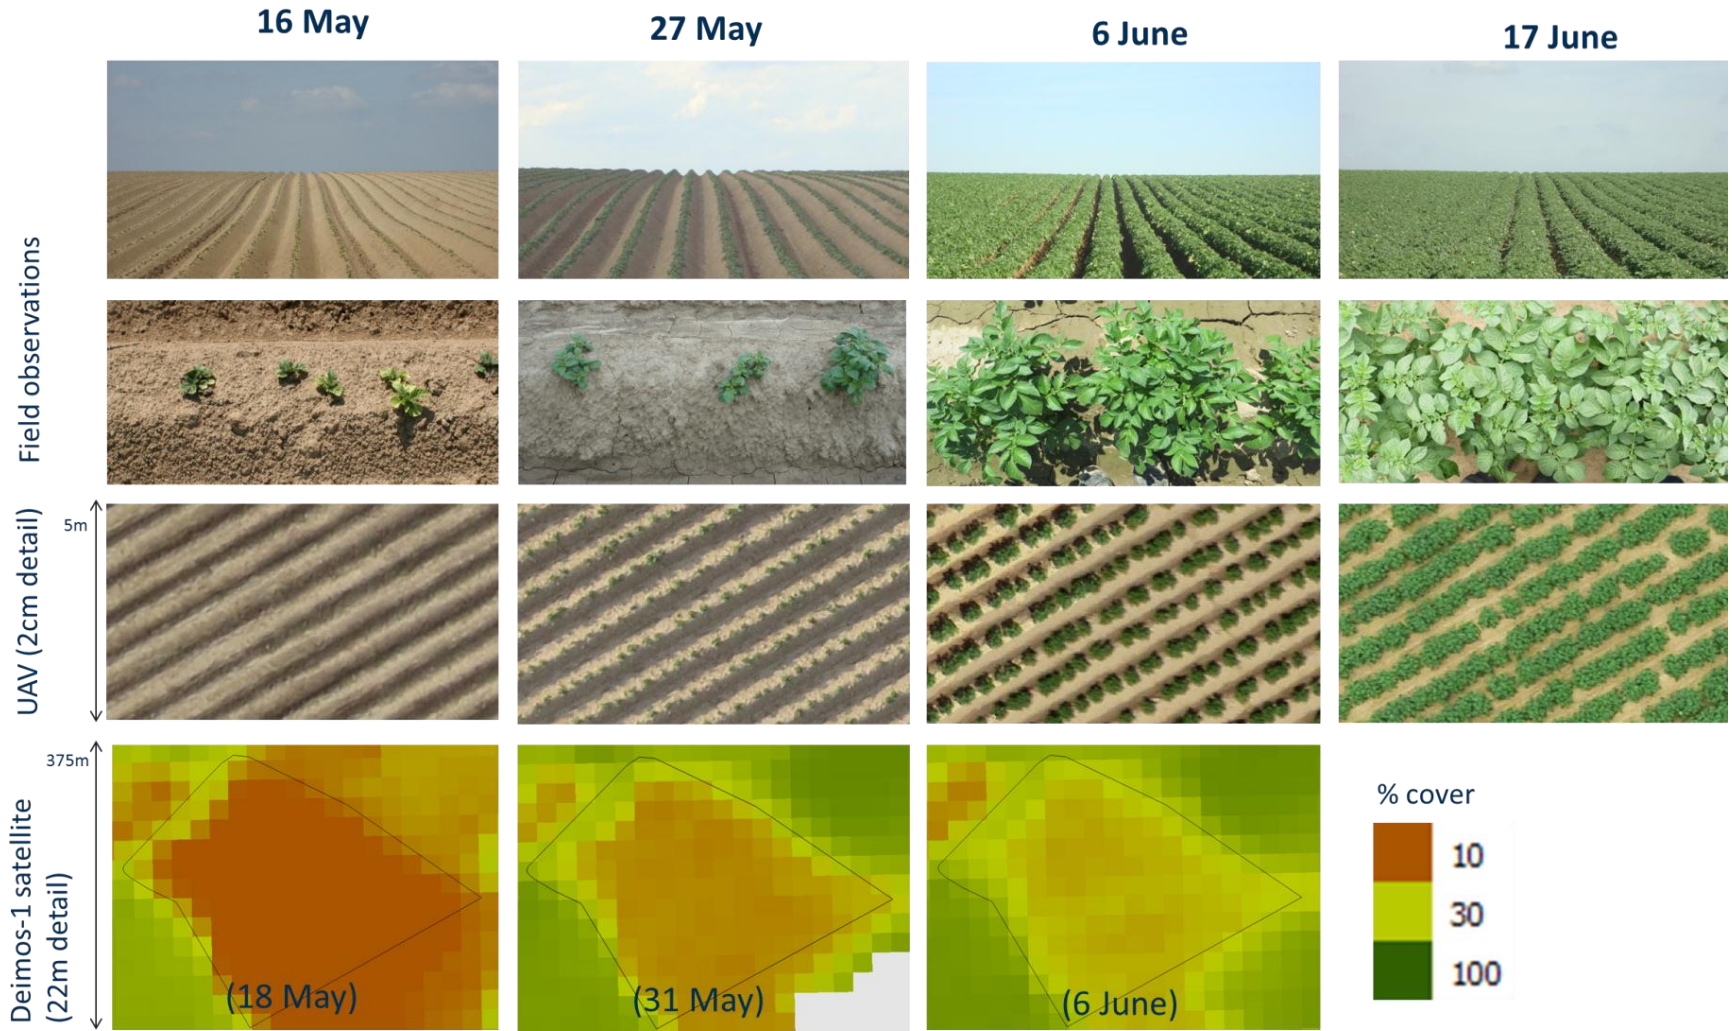 16 May
27 May
6 June
17 June
Field observations
UAV (2cm detail)
5m
375m
Deimos-1 satellite
(22m detail)
(18 May)
(31 May)
(6 June)
% cover
10
30
100